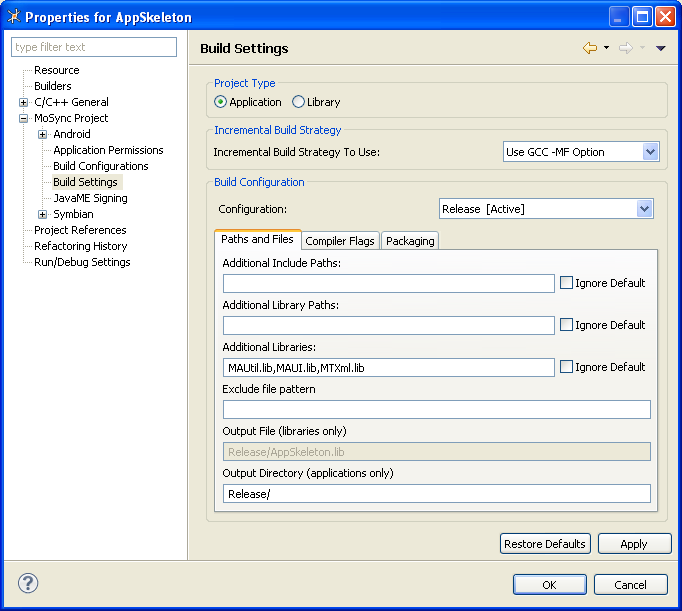 Properties for AppSkeleton
type filter text
Resource
Builders
C/C++ General
MoSync Project
Android
Application Permissions
Build Configurations
Build Settings
JavaME Signing
Symbian
Project References
Refactoring History
Run/Debug Settings
Build Settings
Project Type
Application Library
Incremental Build Strategy
Incremental Build Strategy To Use: Use GCC -MF Option
Build Configuration
Configuration: Release [Active]
Paths and Files Compiler Flags Packaging
Additional Include Paths:
Ignore Default
Additional Library Paths:
Ignore Default
Additional Libraries:
MAUtil.lib,MAUI.lib,MTXml.lib Ignore Default
Exclude file pattern
Output File (libraries only)
Release/AppSkeleton.lib
Output Directory (applications only)
Release/
Restore Defaults Apply
? OK Cancel